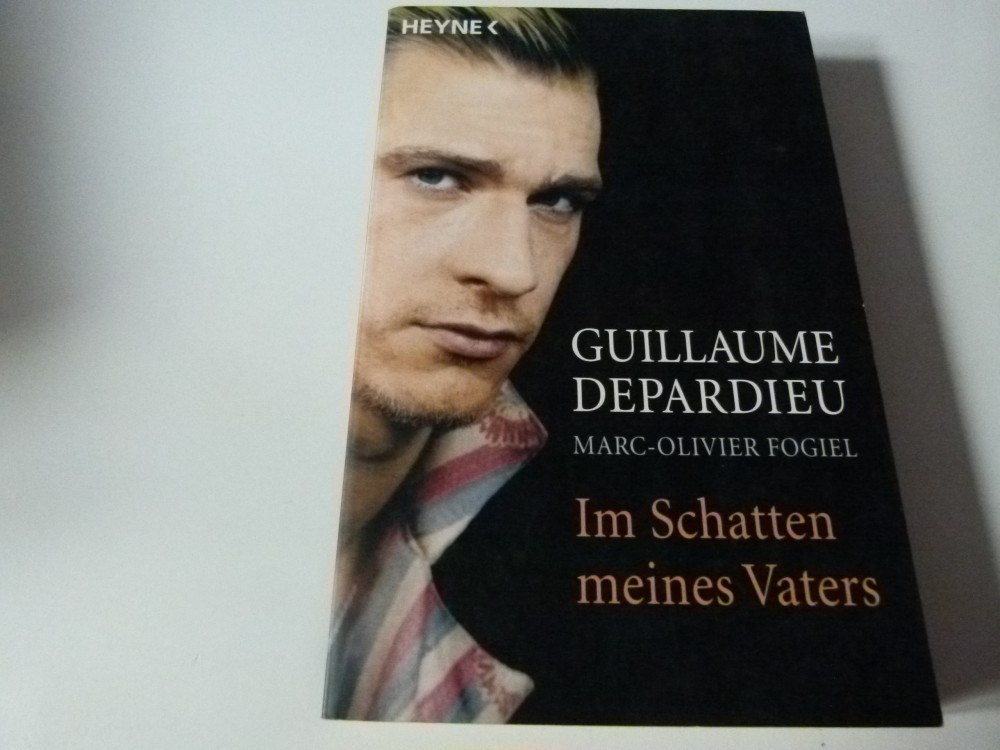 HEYNE <
GUILLAUME
DEPARDIEU
MARC-OLIVIER FOGIEL
Im Schatten
meines Vaters